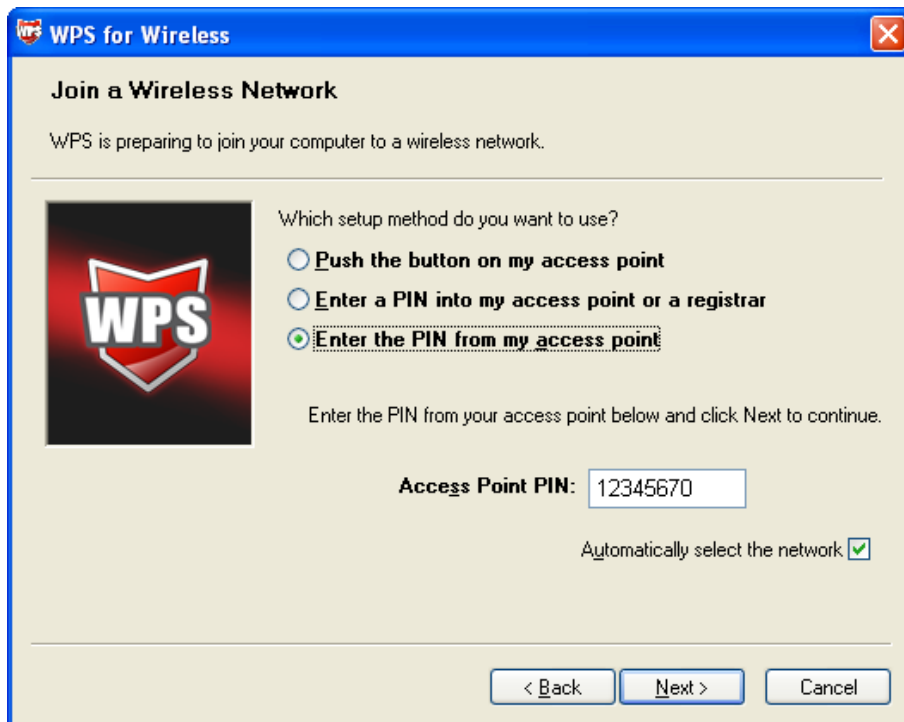 WPS for Wireless
Join a Wireless Network
WPS is preparing to join your computer to a wireless network.
WPS
Which setup method do you want to use?
Push the button on my access point
Enter a PIN into my access point or a registrar
Enter the PIN from my access point
Enter the PIN from your access point below and click Next to continue.
Access Point PIN: 12345670
Automatically select the network
< Back Next > Cancel